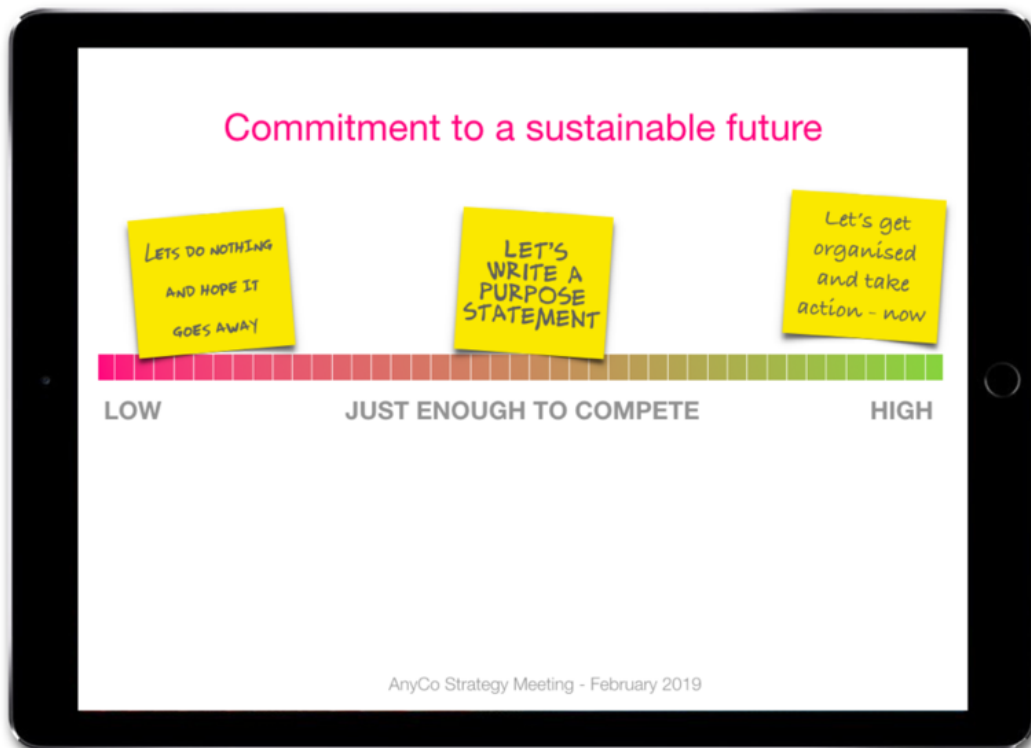 Commitment to a sustainable future
LETS DO NOTHING
AND HOPE IT
GOES AWAY
LET'S
WRITE A
PURPOSE
STATEMENT
Let's get
organised
and take
action - now
LOW
JUST ENOUGH TO COMPETE
HIGH
AnyCo Strategy Meeting - February 2019